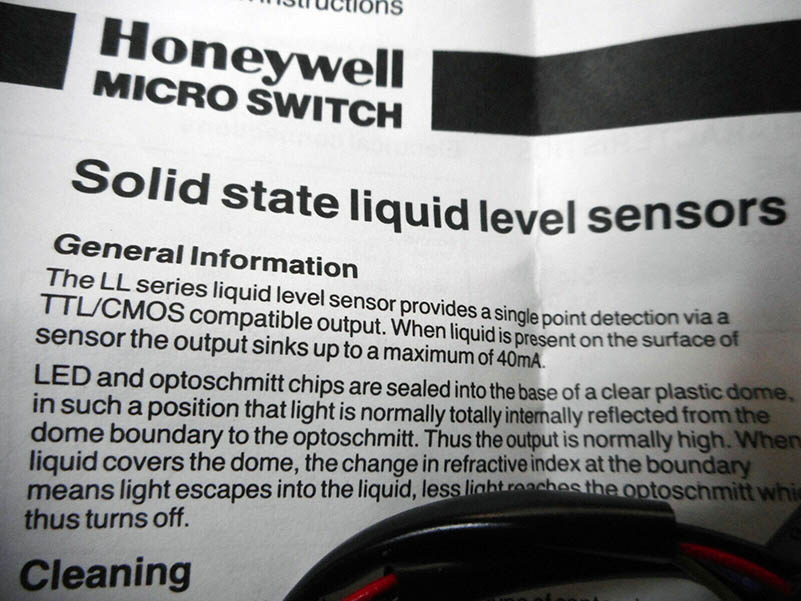 instructions
Honeywell
MICRO SWITCH
Solid state liquid level sensors
General Information
The LL series liquid level sensor provides a single point detection via a
TTL/CMOS compatible output. When liquid is present on the surface of
sensor the output sinks up to a maximum of 40mA.
LED and optoschmitt chips are sealed into the base of a clear plastic dome,
in such a position that light is normally totally internally reflected from the
dome boundary to the optoschmitt. Thus the output is normally high. When
liquid covers the dome, the change in refractive index at the boundary
means light escapes into the liquid, less light reaches the optoschmitt whic
thus turns off.
Cleaning